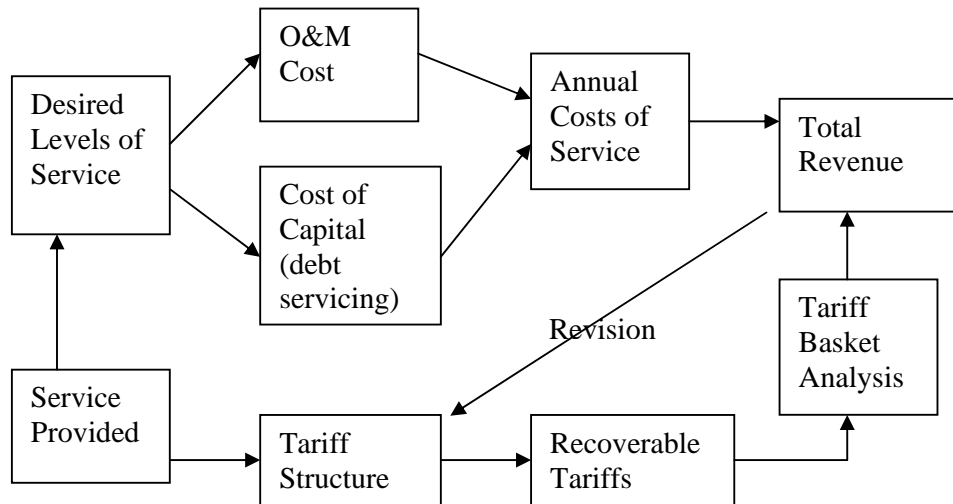 O&M
Cost
Desired
Levels of
Service
Annual
Costs of
Service
Total
Revenue
Cost of
Capital
(debt
servicing)
Revision
Tariff
Basket
Analysis
Service
Provided
Tariff
Structure
Recoverable
Tariffs